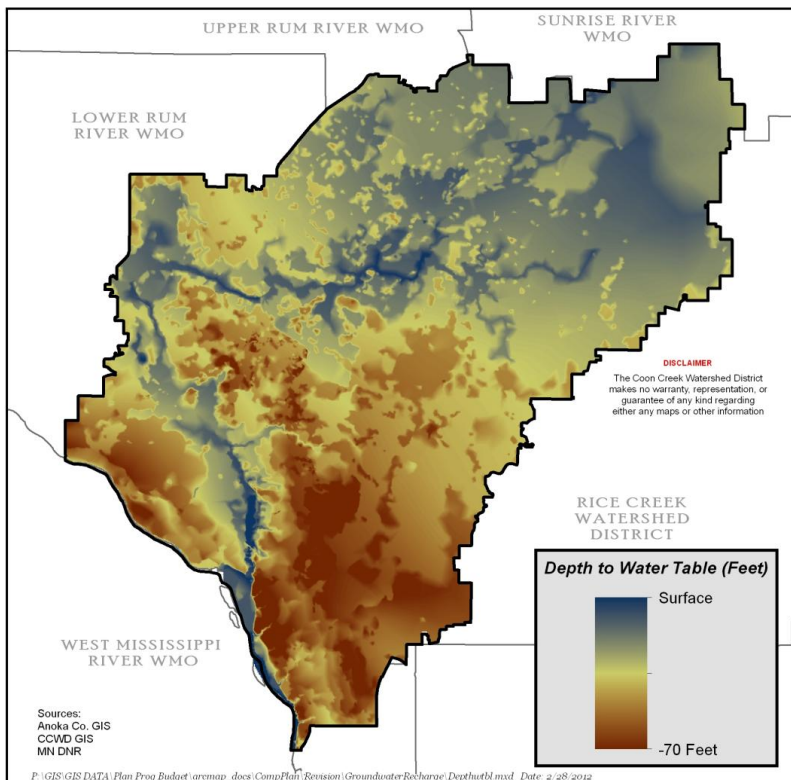 UPPER RUM RIVER WMO
SUNRISE RIVER
WMO
LOWER RUM
RIVER WMO
DISCLAIMER
The Coon Creek Watershed District
makes no warranty, representation, or
guarantee of any kind regarding
either any maps or other information
RICE CREEK
WATERSHED
DISTRICT
Depth to Water Table (Feet)
Surface
-70 Feet
WEST MISSISSIPPI
RIVER WMO
Sources:
Anoka Co. GIS
CCWD GIS
MN DNR
P:\GIS\GIS DATA\Plan Prog Budget\arcmap_docs\CompPlan\Revision\GroundwaterRecharge\Depthwtbl.mxd Date: 2/28/2012